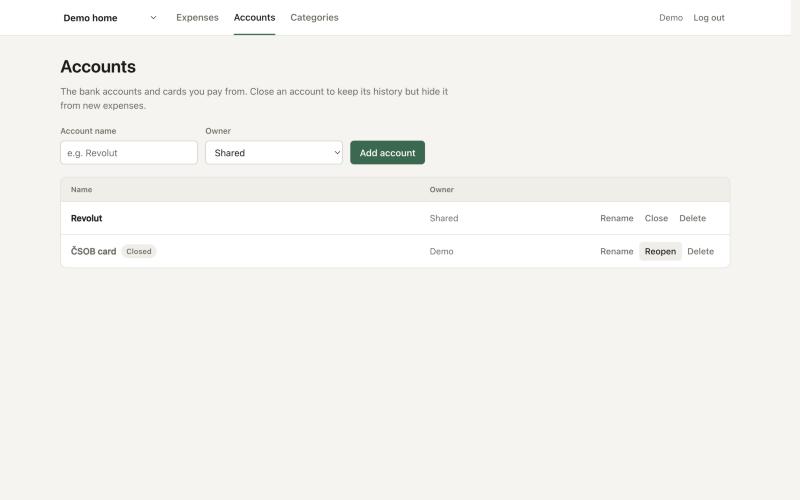 Demo home Expenses Accounts Categories Demo Log out
Accounts
The bank accounts and cards you pay from. Close an account to keep its history but hide it
from new expenses.
Account name Owner
e.g. Revolut Shared Add account
Name Owner
Revolut Shared Rename Close Delete
ČSOB card Closed Demo Rename Reopen Delete